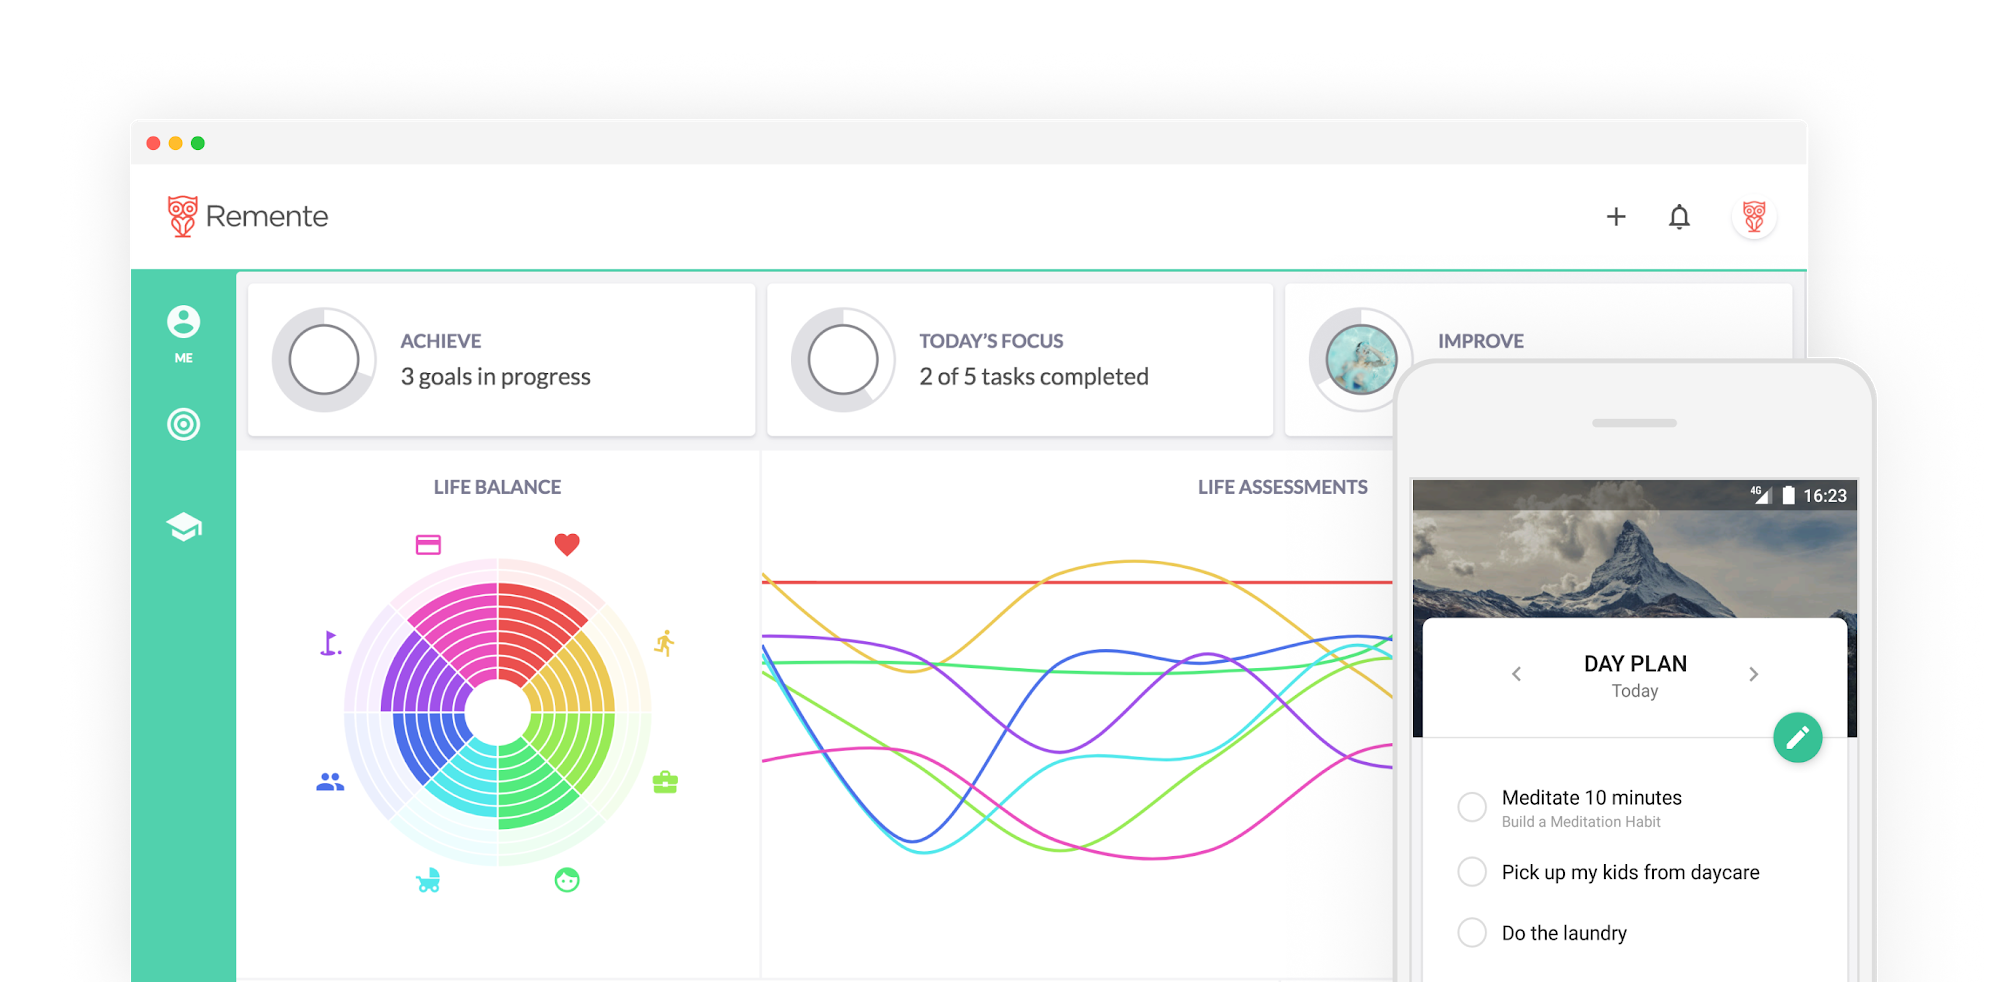 Remente
ME
ACHIEVE
3 goals in progress
TODAY'S FOCUS
2 of 5 tasks completed
IMPROVE
LIFE BALANCE
LIFE ASSESSMENTS
4G
16:23
DAY PLAN
Today
Meditate 10 minutes
Build a Meditation Habit
Pick up my kids from daycare
Do the laundry